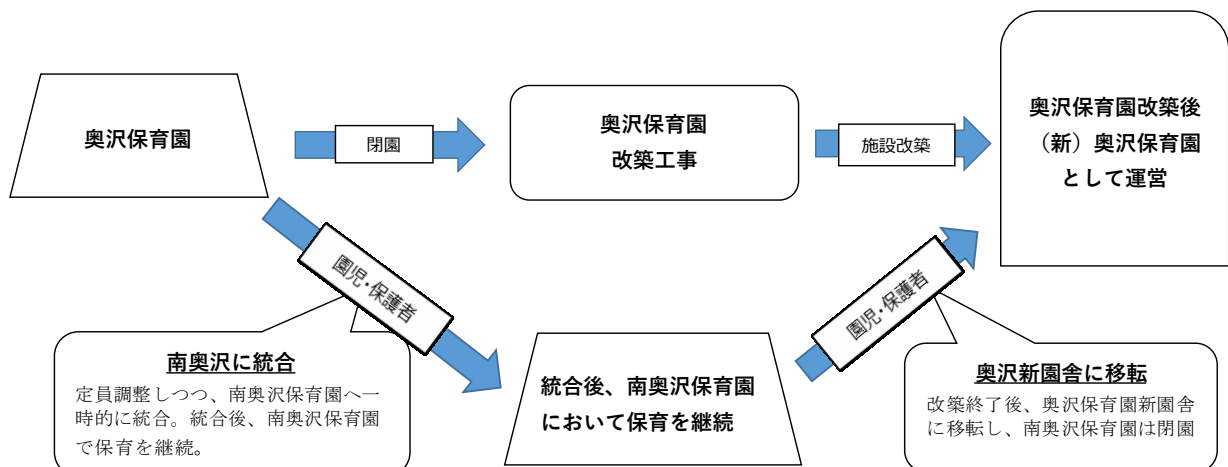 奥沢保育園
閉園
奥沢保育園
改築工事
施設改築
奥沢保育園改築後
（新）奥沢保育園
として運営
園児・保護者
園児・保護者
南奥沢に統合
定員調整しつつ、南奥沢保育園へ一
時的に統合。統合後、南奥沢保育園
で保育を継続。
統合後、南奥沢保育園
において保育を継続
奥沢新園舎に移転
改築終了後、奥沢保育園新園舎
に移転し、南奥沢保育園は閉園